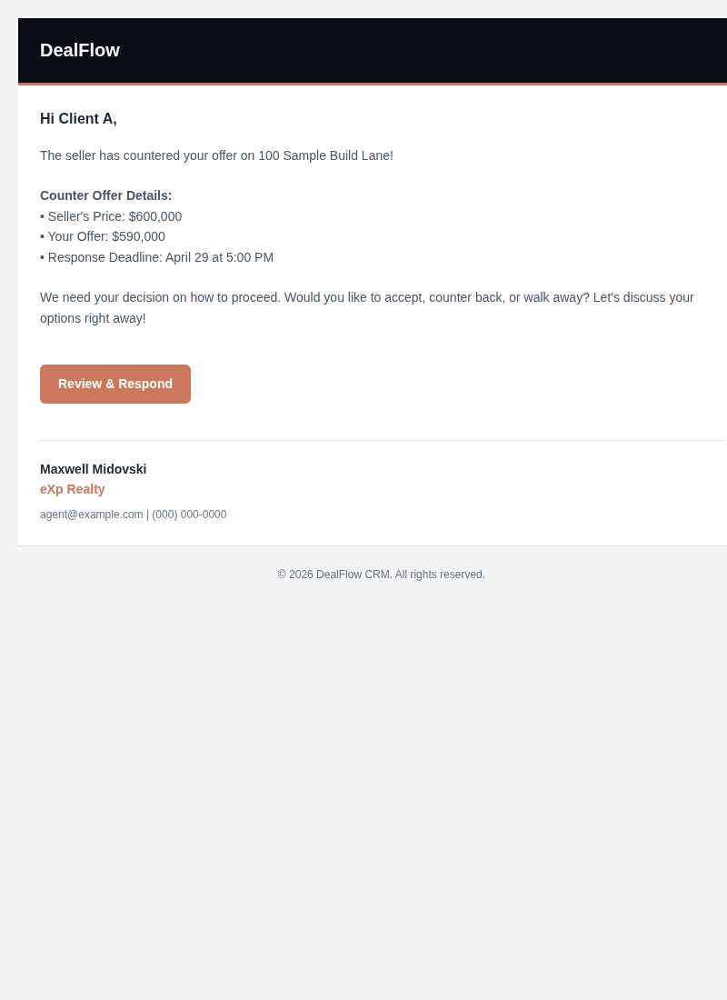 DealFlow
Hi Client A,
The seller has countered your offer on 100 Sample Build Lane!
Counter Offer Details:
• Seller's Price: $600,000
• Your Offer: $590,000
• Response Deadline: April 29 at 5:00 PM
We need your decision on how to proceed. Would you like to accept, counter back, or walk away? Let's discuss your
options right away!
Review & Respond
Maxwell Midovski
eXp Realty
agent@example.com | (000) 000-0000
© 2026 DealFlow CRM. All rights reserved.